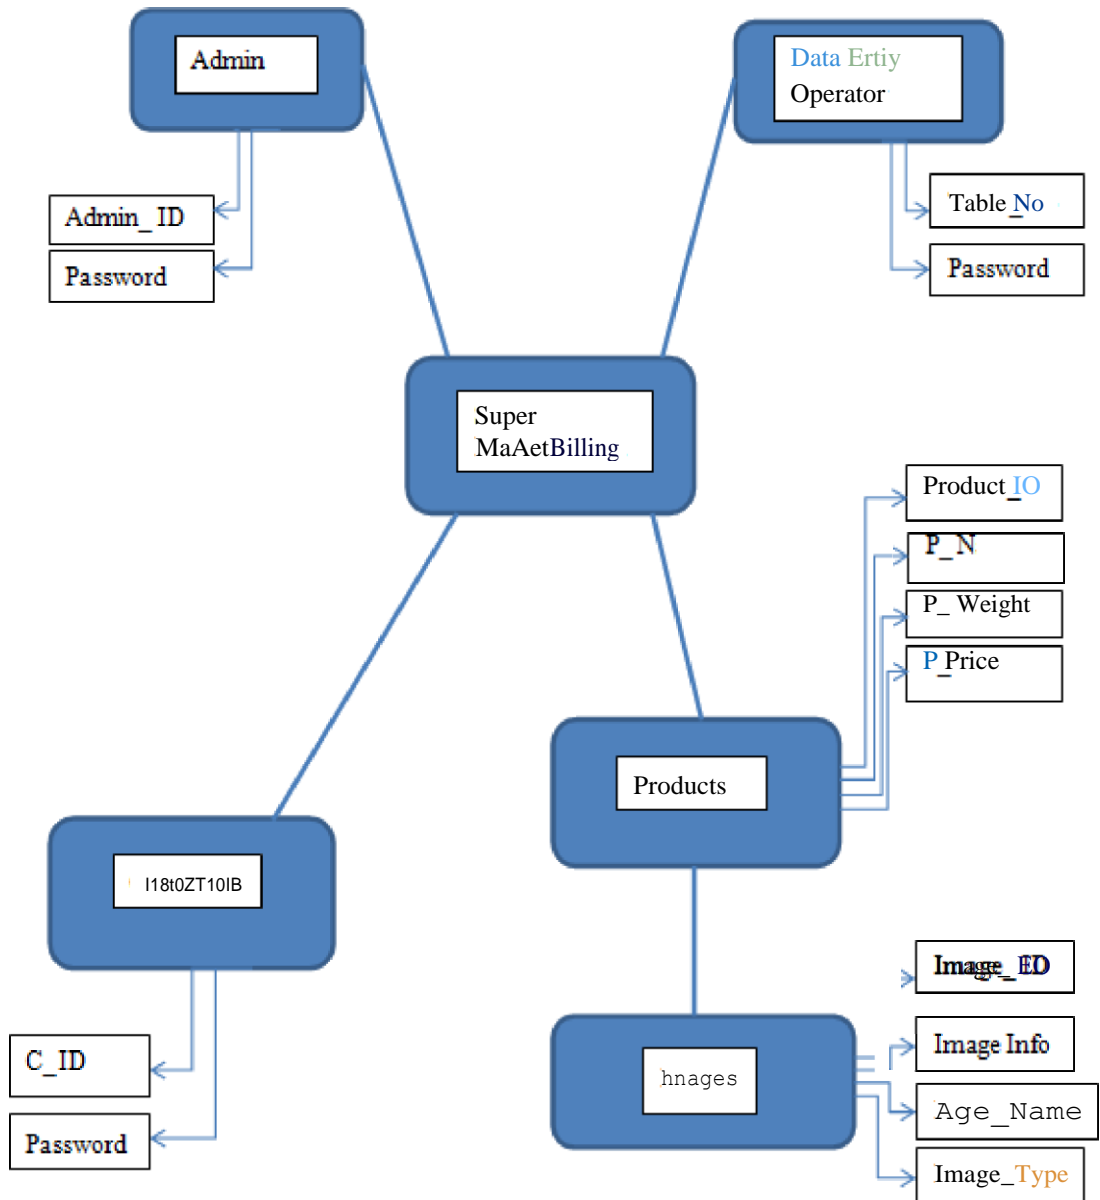 Admin
Data Ertiy
Operator
Admin_ ID
Password
Table_No
Password
Super
MaAetBilling
Product_IO
P_N
P_ Weight
P_Price
Products
I18t0ZT10IB
C_ID
Password
Image_
Image Info
hnages
Age_Name
Image_Type